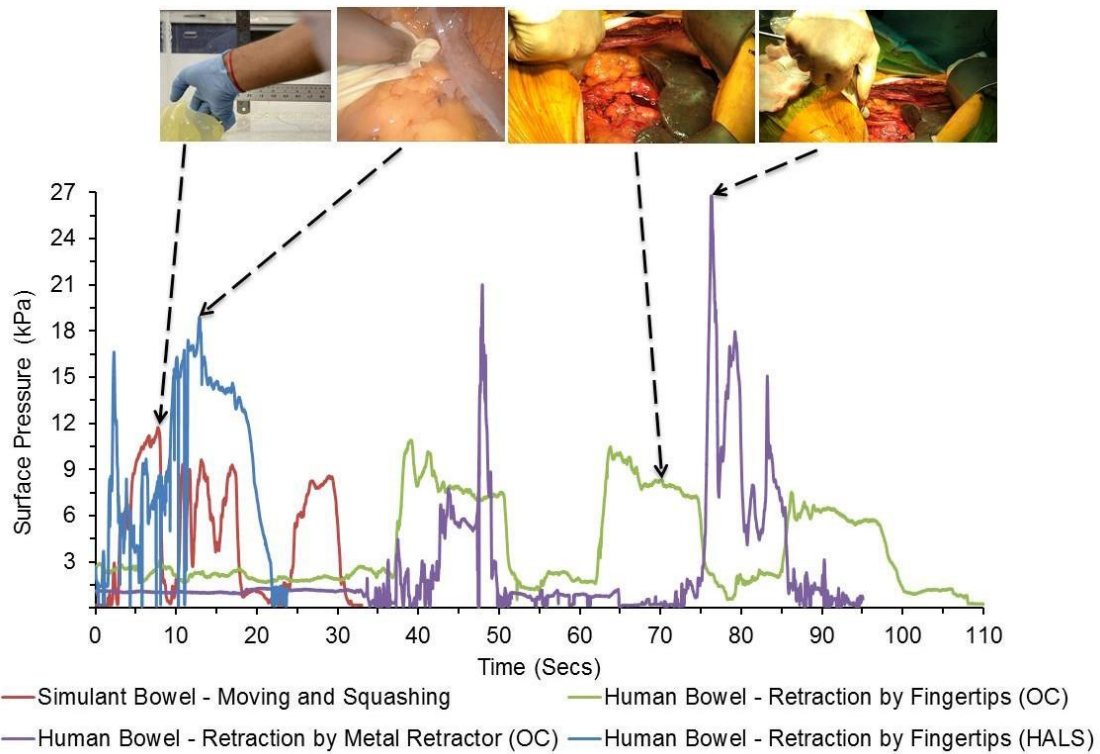 27
24
21
18
15
12
9
6
3
Surface Pressure (kPa)
0 10 20 30 40 50 60 70 80 90 100 110
Time (Secs)
Simulant Bowel - Moving and Squashing
Human Bowel - Retraction by Fingertips (OC)
Human Bowel - Retraction by Metal Retractor (OC)
Human Bowel - Retraction by Fingertips (HALS)